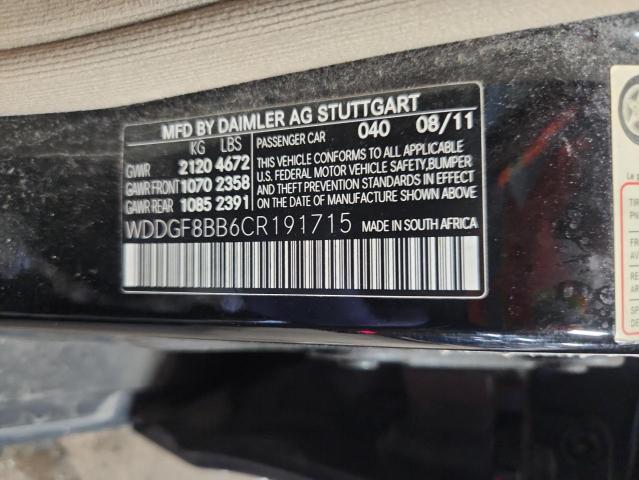 MFD BY DAIMLER AG STUTTGART
KG LBS PASSENGER CAR 040 08/11
GVWR 2120 4672
GAWR FRONT 1070 2358
GAWR REAR 1085 2391
THIS VEHICLE CONFORMS TO ALL APPLICABLE
U.S. FEDERAL MOTOR VEHICLE SAFETY, BUMPER
AND THEFT PREVENTION STANDARDS IN EFFECT
ON THE DATE OF MANUFACTURE SHOWN ABOVE.
WDDGF8BB6CR191715 MADE IN SOUTH AFRICA